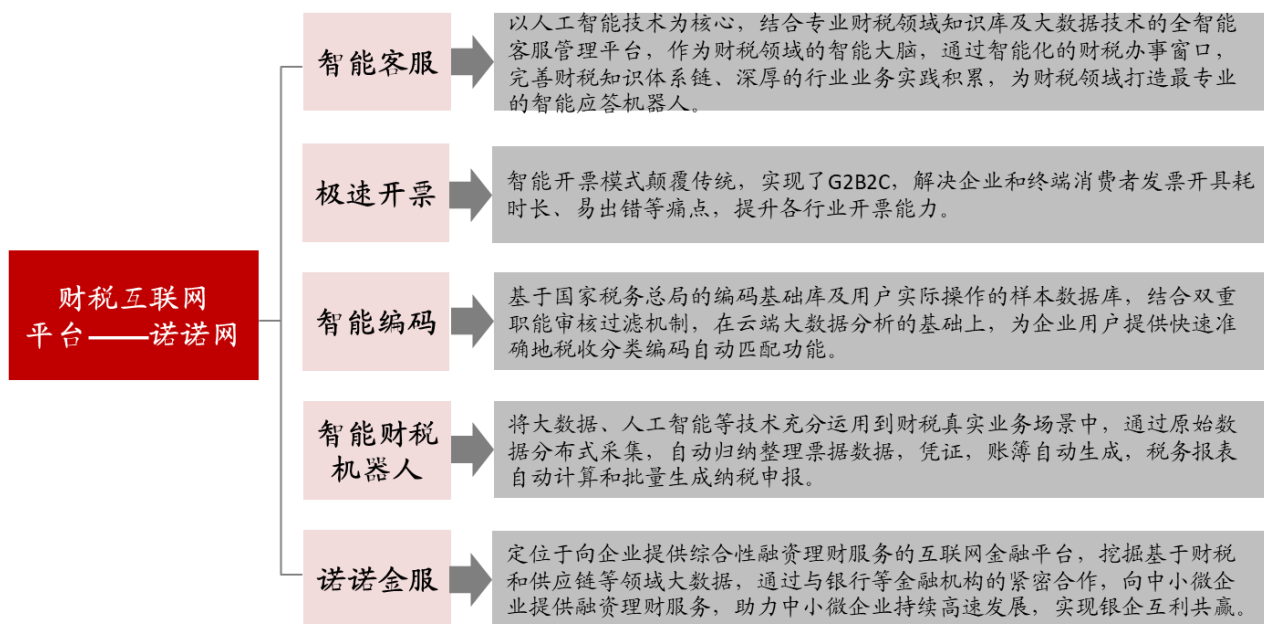 财税互联网
平台——诺诺网
智能客服
以人工智能技术为核心，结合专业财税领域知识库及大数据技术的全智能
客服管理平台，作为财税领域的智能大脑，通过智能化的财税办事窗口，
完善财税知识体系链、深厚的行业业务实践积累，为财税领域打造最专业
的智能应答机器人。
极速开票
智能开票模式颠覆传统，实现了G2B2C，解决企业和终端消费者发票开具耗
时长、易出错等痛点，提升各行业开票能力。
智能编码
基于国家税务总局的编码基础库及用户实际操作的样本数据库，结合双重
职能审核过滤机制，在云端大数据分析的基础上，为企业用户提供快速准
确地税收分类编码自动匹配功能。
智能财税
机器人
将大数据、人工智能等技术充分运用到财税真实业务场景中，通过原始数
据分布式采集，自动归纳整理票据数据，凭证，账簿自动生成，税务报表
自动计算和批量生成纳税申报。
诺诺金服
定位于向企业提供综合性融资理财服务的互联网金融平台，挖掘基于财税
和供应链等领域大数据，通过与银行等金融机构的紧密合作，向中小微企
业提供融资理财服务，助力中小微企业持续高速发展，实现银企互利共赢。